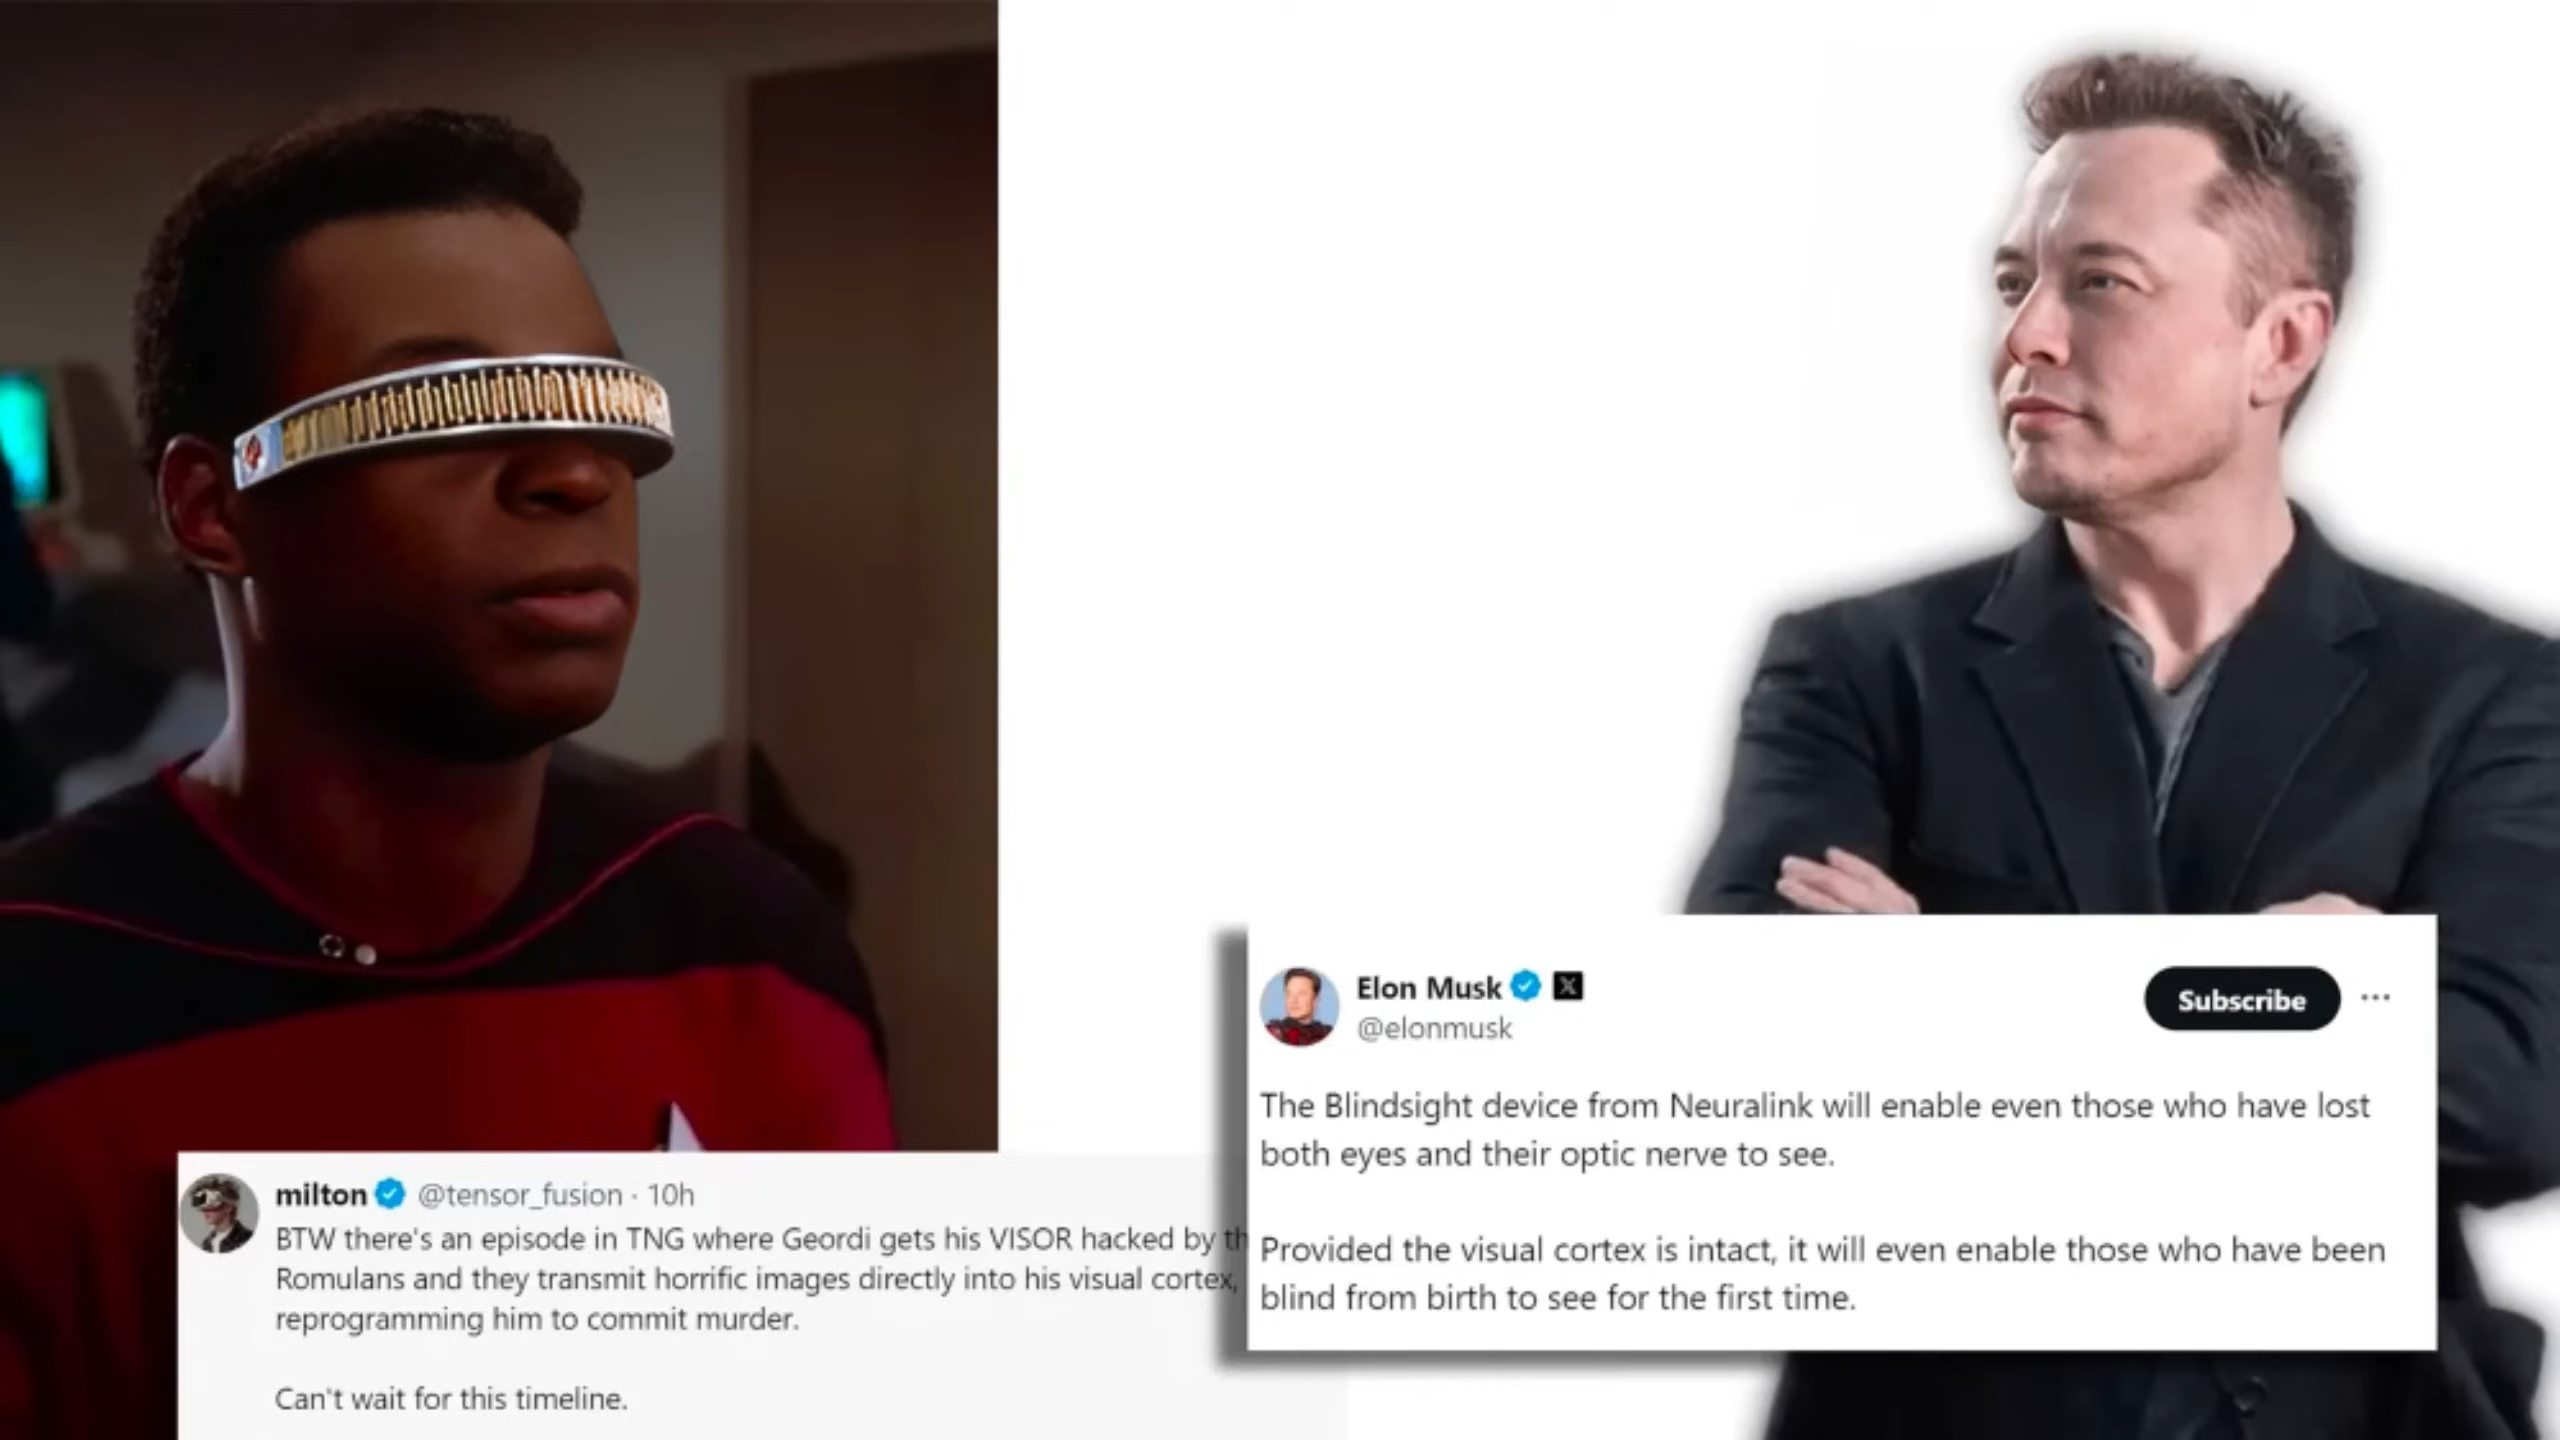 milton @tensor_fusion · 10h
BTW there's an episode in TNG where Geordi gets his VISOR hacked by
Romulans and they transmit horrific images directly into his visual cortex,
reprogramming him to commit murder.
Can't wait for this timeline.
Elon Musk
@elonmusk
Subscribe
The Blindsight device from Neuralink will enable even those who have lost
both eyes and their optic nerve to see.
Provided the visual cortex is intact, it will even enable those who have been
blind from birth to see for the first time.